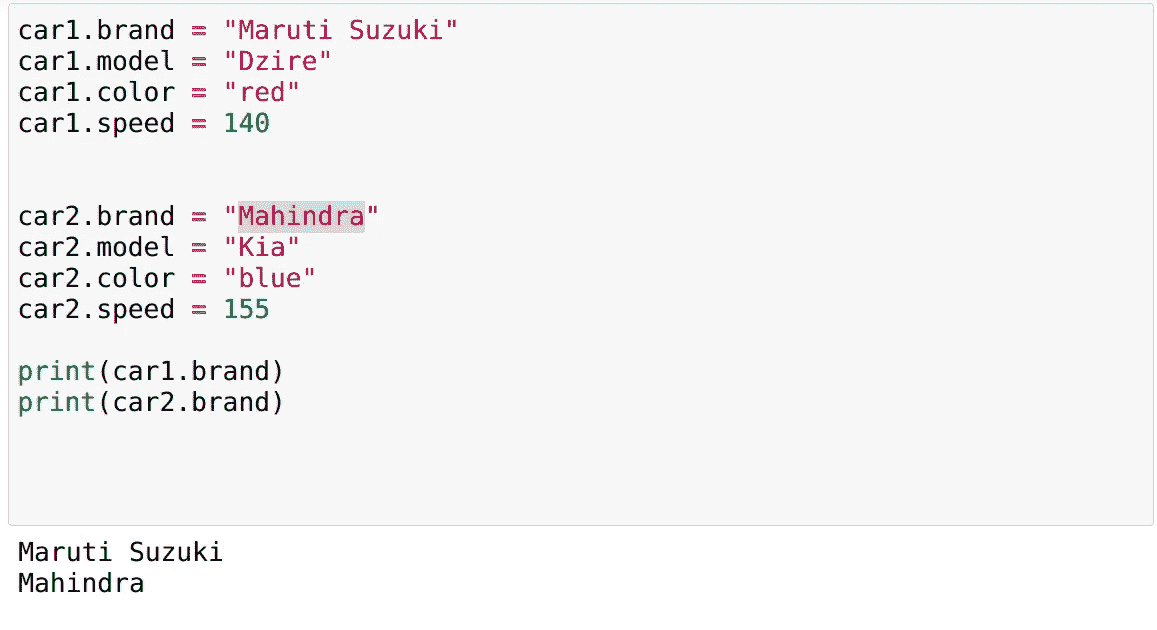 car1.brand = "Maruti Suzuki"
car1.model = "Dzire"
car1.color = "red"
car1.speed = 140
car2.brand = "Mahindra"
car2.model = "Kia"
car2.color = "blue"
car2.speed = 155
print(car1.brand)
print(car2.brand)
Maruti Suzuki
Mahindra